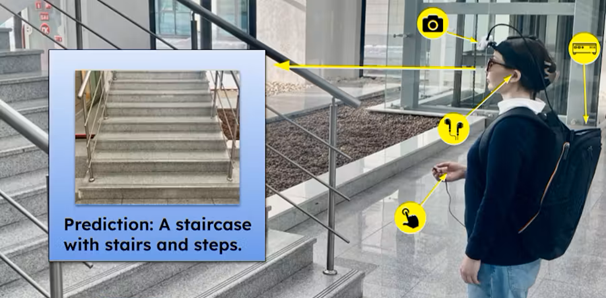 Prediction: A staircase
with stairs and steps.